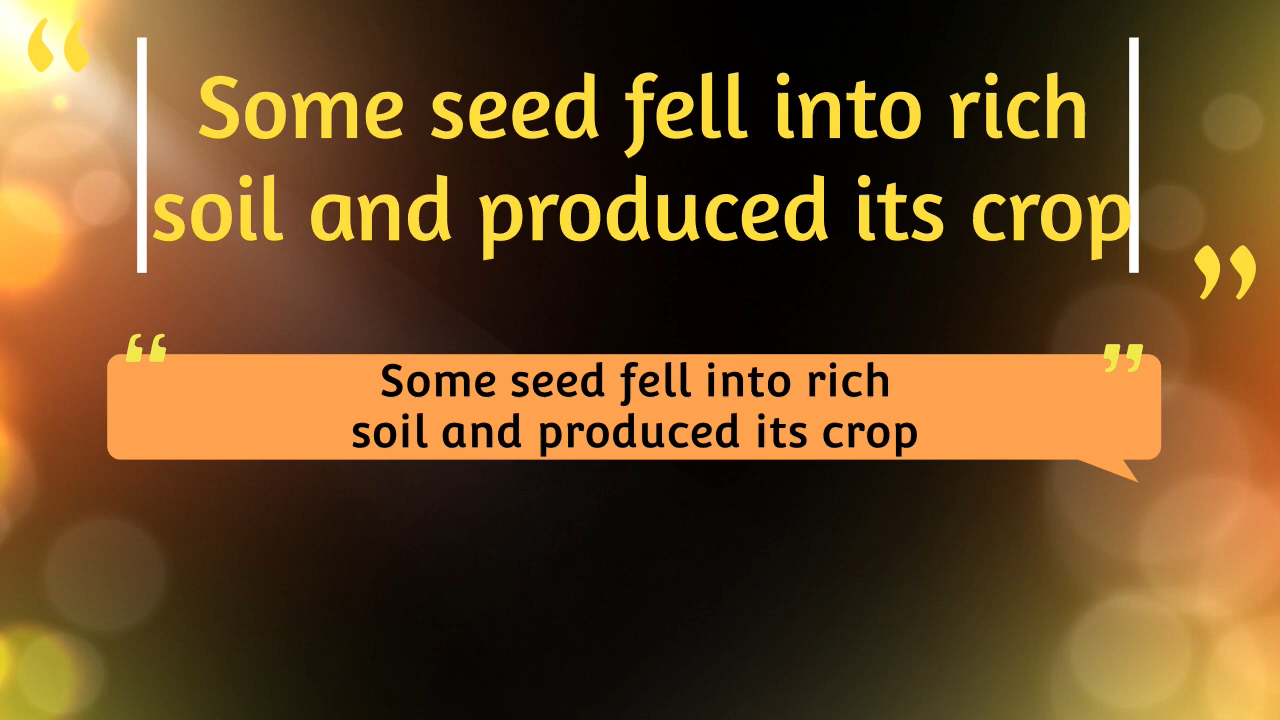 “
Some seed fell into rich
soil and produced its crop
”
“ ”
Some seed fell into rich
soil and produced its crop